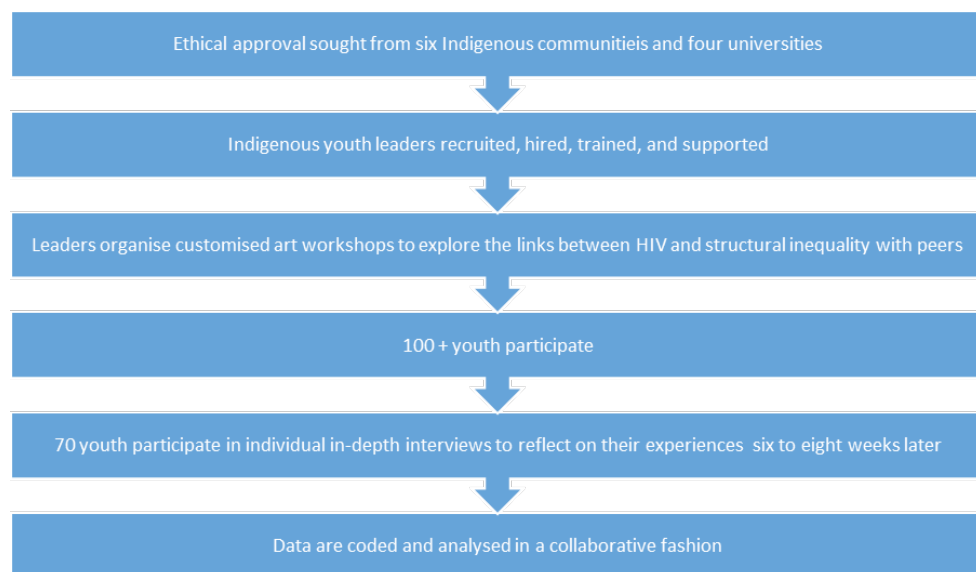 Ethical approval sought from six Indigenous communitieis and four universities
Indigenous youth leaders recruited, hired, trained, and supported
Leaders organise customised art workshops to explore the links between HIV and structural inequality with peers
100 + youth participate
70 youth participate in individual in-depth interviews to reflect on their experiences six to eight weeks later
Data are coded and analysed in a collaborative fashion